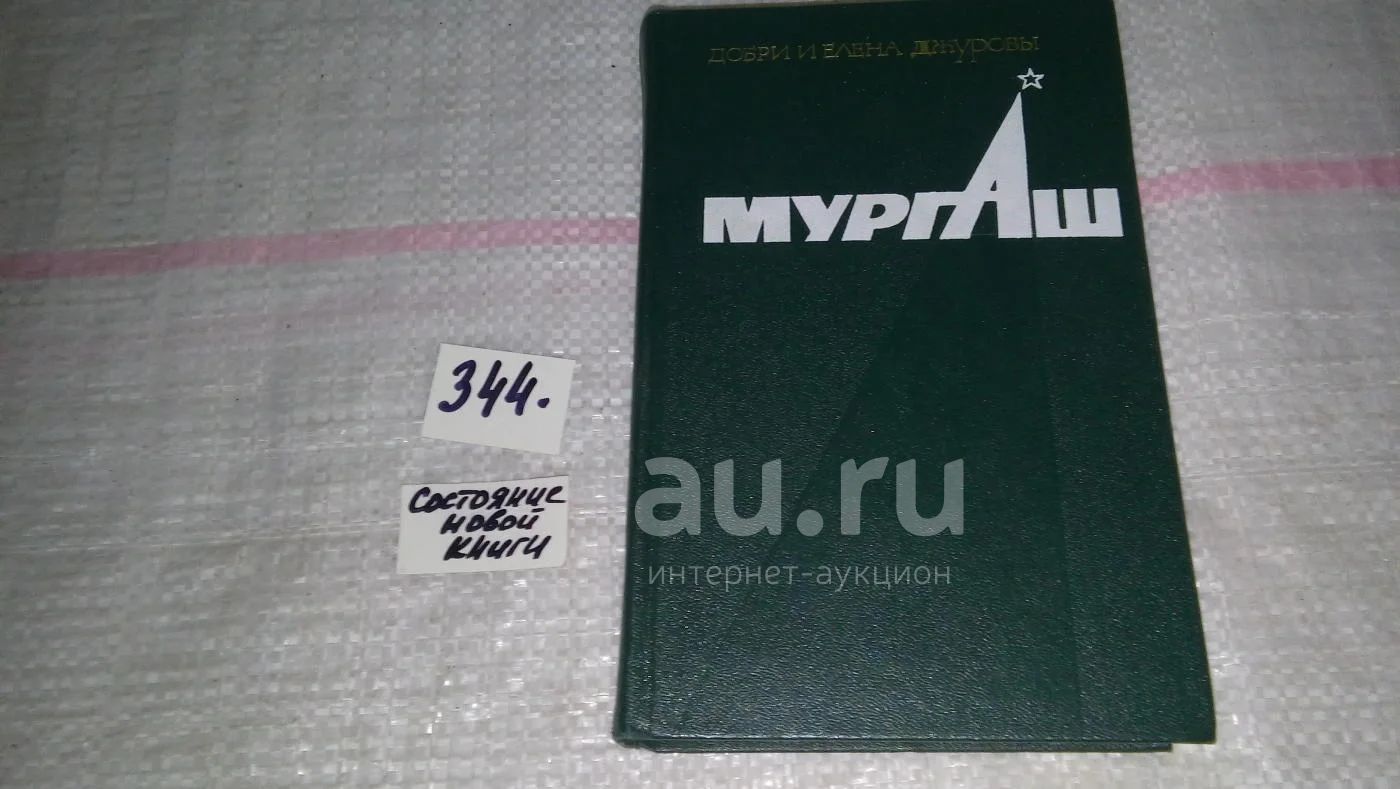 ДОБРИ И ЕЛЕНА ДЖУРОВЫ
МУРГАШ
344.
Состояние
новой
книги
au.ru
интернет-аукцион